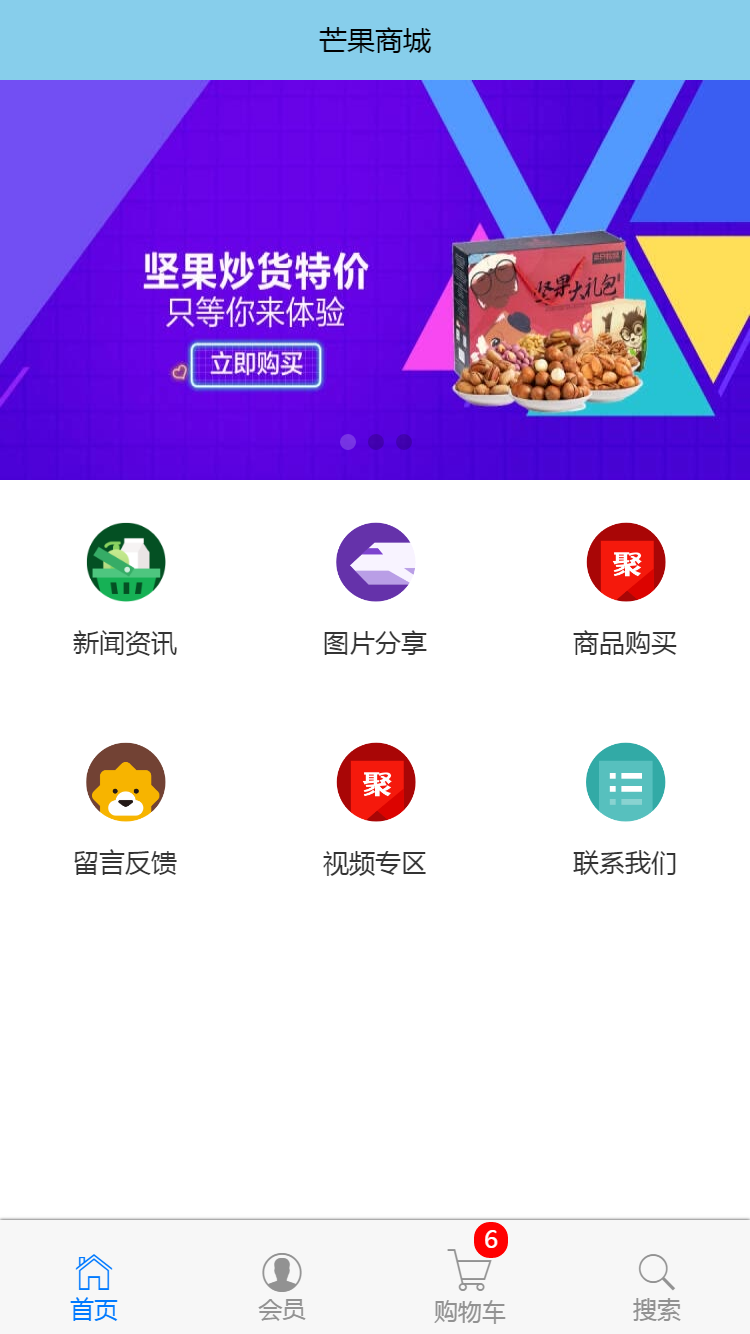 芒果商城
坚果炒货特价
只等你来体验
立即购买
坚果大礼包
新闻资讯
图片分享
聚
商品购买
留言反馈
聚
视频专区
联系我们
6
首页
会员
购物车
搜索